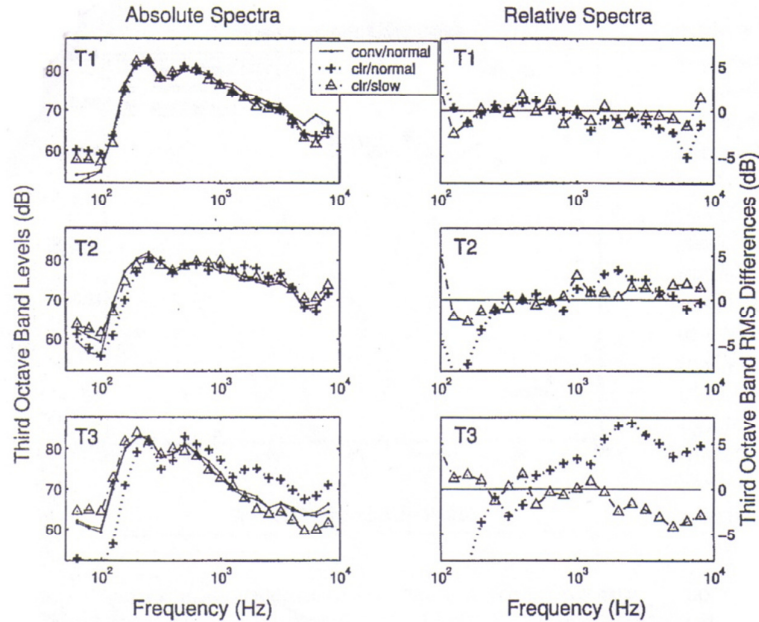 Absolute Spectra
Relative Spectra
T1
conv/normal
clr/normal
clr/slow
80
70
60
5
0
-5
10²
10³
10⁴
10²
10³
10⁴
T2
T2
80
70
60
5
0
-5
10²
10³
10⁴
10²
10³
10⁴
T3
T3
80
70
60
5
0
-5
10²
10³
10⁴
10²
10³
10⁴
Third Octave Band Levels (dB)
Third Octave Band RMS Differences (dB)
Frequency (Hz)
Frequency (Hz)
T1